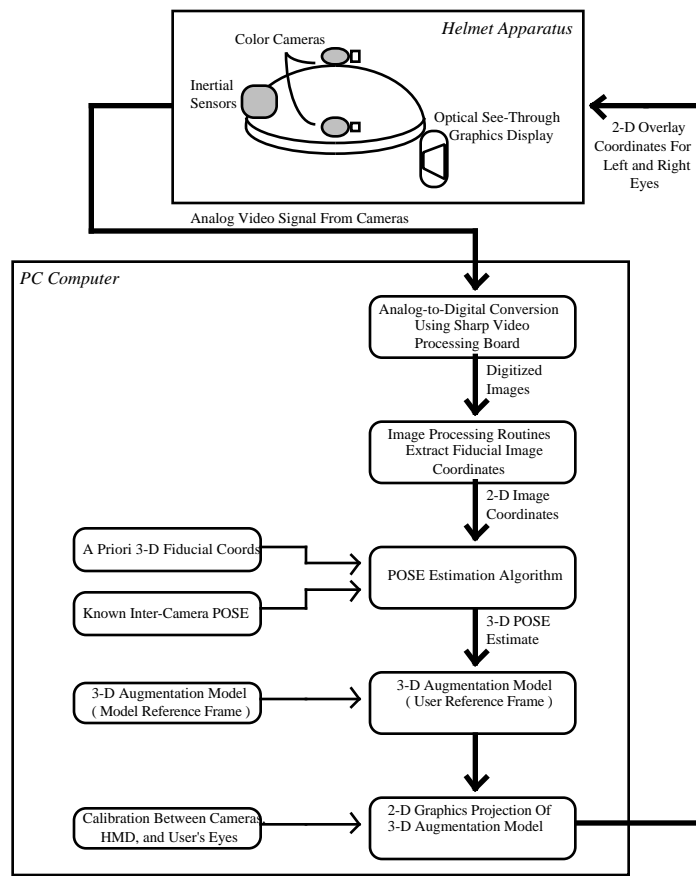 Helmet Apparatus
Color Cameras
Inertial
Sensors
Optical See-Through
Graphics Display
2-D Overlay
Coordinates For
Left and Right
Eyes
Analog Video Signal From Cameras
PC Computer
Analog-to-Digital Conversion
Using Sharp Video
Processing Board
Digitized
Images
Image Processing Routines
Extract Fiducial Image
Coordinates
2-D Image
Coordinates
A Priori 3-D Fiducial Coords
POSE Estimation Algorithm
Known Inter-Camera POSE
3-D POSE
Estimate
3-D Augmentation Model
( Model Reference Frame )
3-D Augmentation Model
( User Reference Frame )
Calibration Between Cameras,
HMD, and User's Eyes
2-D Graphics Projection Of
3-D Augmentation Model